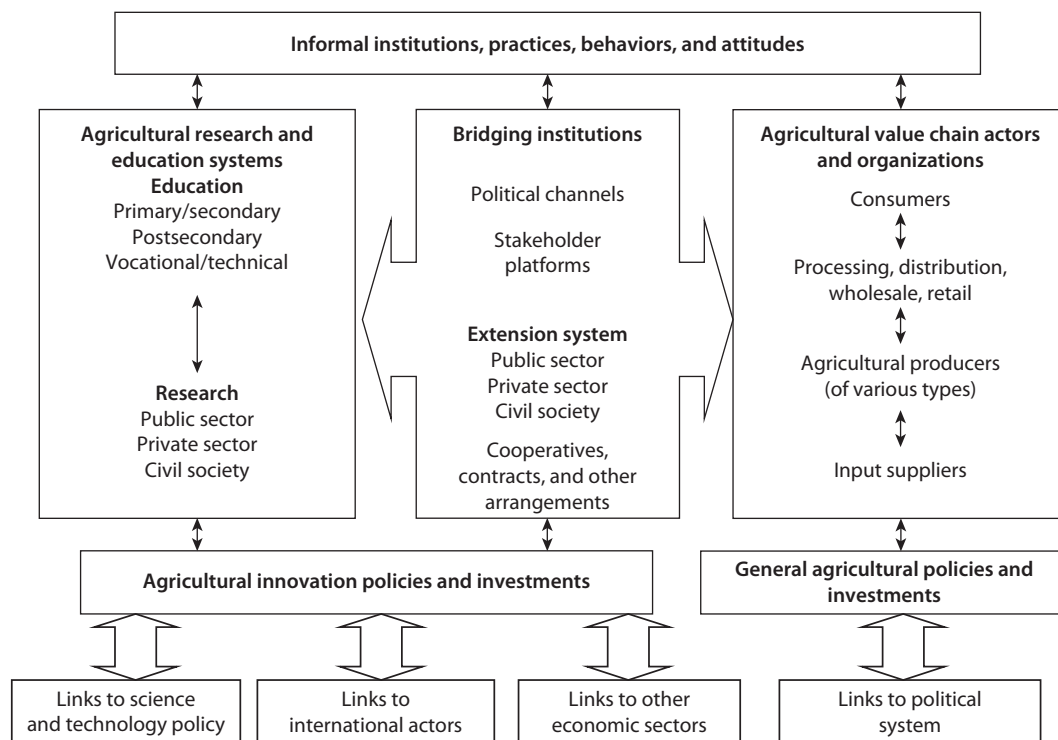 Informal institutions, practices, behaviors, and attitudes
Agricultural research and
education systems
Education
Primary/secondary
Postsecondary
Vocational/technical
Research
Public sector
Private sector
Civil society
Bridging institutions
Political channels
Stakeholder
platforms
Extension system
Public sector
Private sector
Civil society
Cooperatives,
contracts, and other
arrangements
Agricultural value chain actors
and organizations
Consumers
Processing, distribution,
wholesale, retail
Agricultural producers
(of various types)
Input suppliers
Agricultural innovation policies and investments
General agricultural policies and
investments
Links to science
and technology policy
Links to
international actors
Links to other
economic sectors
Links to political
system